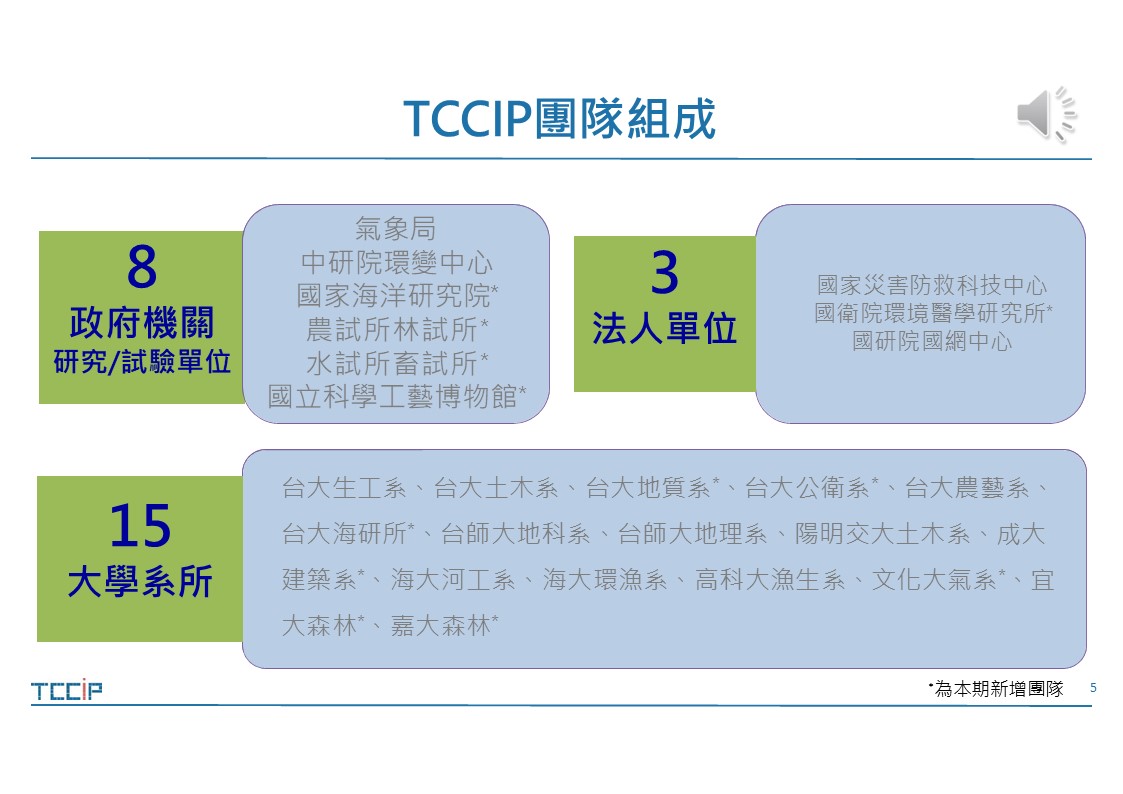 TCCIP團隊組成
8
政府機關
研究/試驗單位
氣象局
中研院環變中心
國家海洋研究院*
農試所林試所*
水試所畜試所*
國立科學工藝博物館*
3
法人單位
國家災害防救科技中心
國衛院環境醫學研究所*
國研院國網中心
15
大學系所
台大生工系、台大土木系、台大地質系*、台大公衛系*、台大農藝系、
台大海研所*、台師大地科系、台師大地理系、陽明交大土木系、成大
建築系*、海大河工系、海大環漁系、高科大漁生系、文化大氣系*、宜
大森林*、嘉大森林*
TCCIP
*為本期新增團隊
5